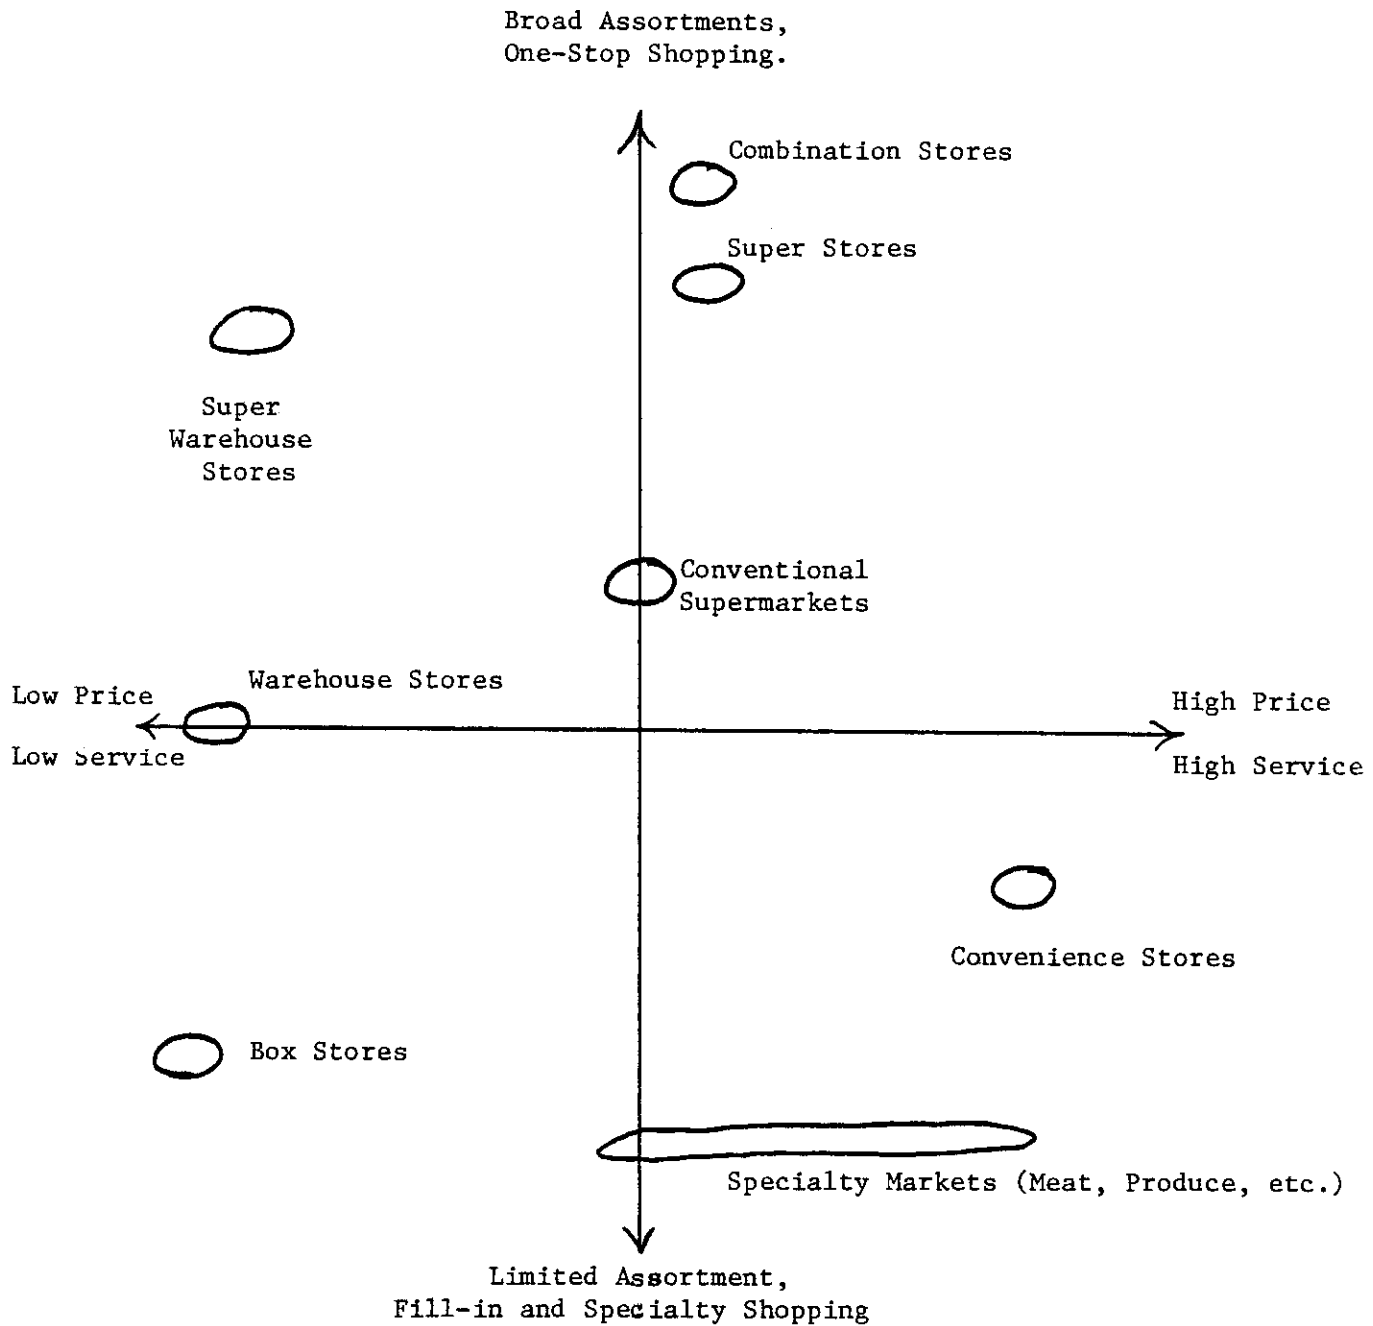 Broad Assortments,
One-Stop Shopping.
Combination Stores
Super Stores
Super
Warehouse
Stores
Conventional
Supermarkets
Warehouse Stores
Low Price
High Price
Low Service
High Service
Convenience Stores
Box Stores
Specialty Markets (Meat, Produce, etc.)
Limited Assortment,
Fill-in and Specialty Shopping